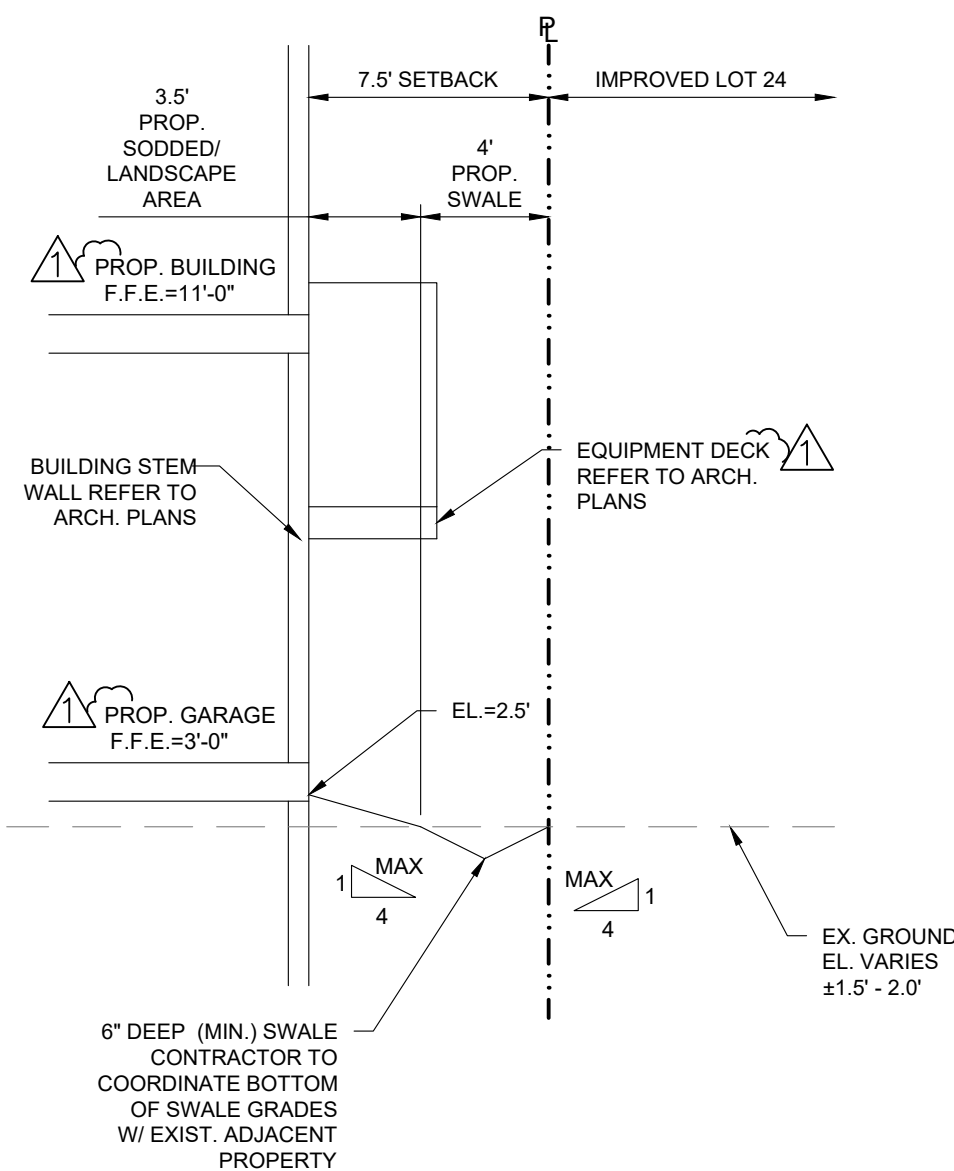 PL
7.5' SETBACK
IMPROVED LOT 24
3.5'
PROP.
SODDED/
LANDSCAPE
AREA
4'
PROP.
SWALE
1
PROP. BUILDING
F.F.E.=11'-0"
BUILDING STEM
WALL REFER TO
ARCH. PLANS
EQUIPMENT DECK
REFER TO ARCH.
PLANS
1
1
PROP. GARAGE
F.F.E.=3'-0"
EL.=2.5'
MAX
1
4
MAX
1
4
EX. GROUND
EL. VARIES
±1.5' - 2.0'
6" DEEP (MIN.) SWALE
CONTRACTOR TO
COORDINATE BOTTOM
OF SWALE GRADES
W/ EXIST. ADJACENT
PROPERTY